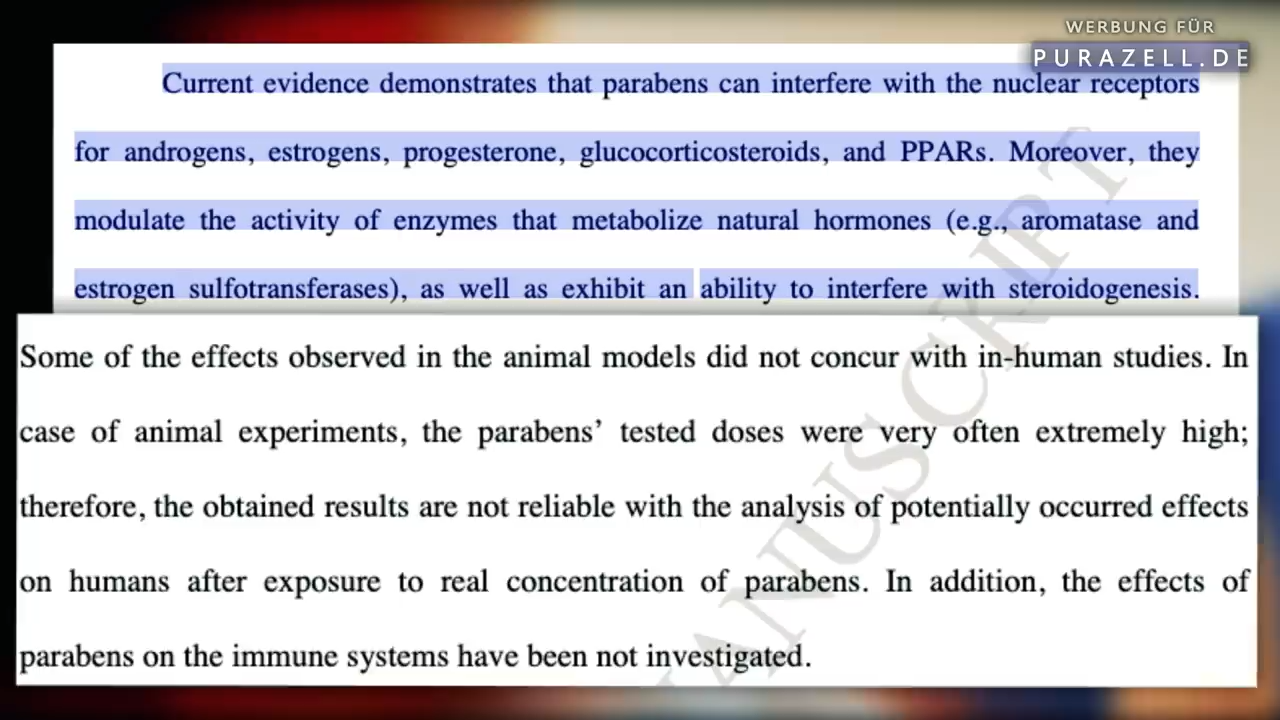 WERBUNG FÜR
PURAZELL.DE
Current evidence demonstrates that parabens can interfere with the nuclear receptors
for androgens, estrogens, progesterone, glucocorticosteroids, and PPARs. Moreover, they
modulate the activity of enzymes that metabolize natural hormones (e.g., aromatase and
estrogen sulfotransferases), as well as exhibit an ability to interfere with steroidogenesis.
Some of the effects observed in the animal models did not concur with in-human studies. In
case of animal experiments, the parabens’ tested doses were very often extremely high;
therefore, the obtained results are not reliable with the analysis of potentially occurred effects
on humans after exposure to real concentration of parabens. In addition, the effects of
parabens on the immune systems have been not investigated.
ANUSCRIPT